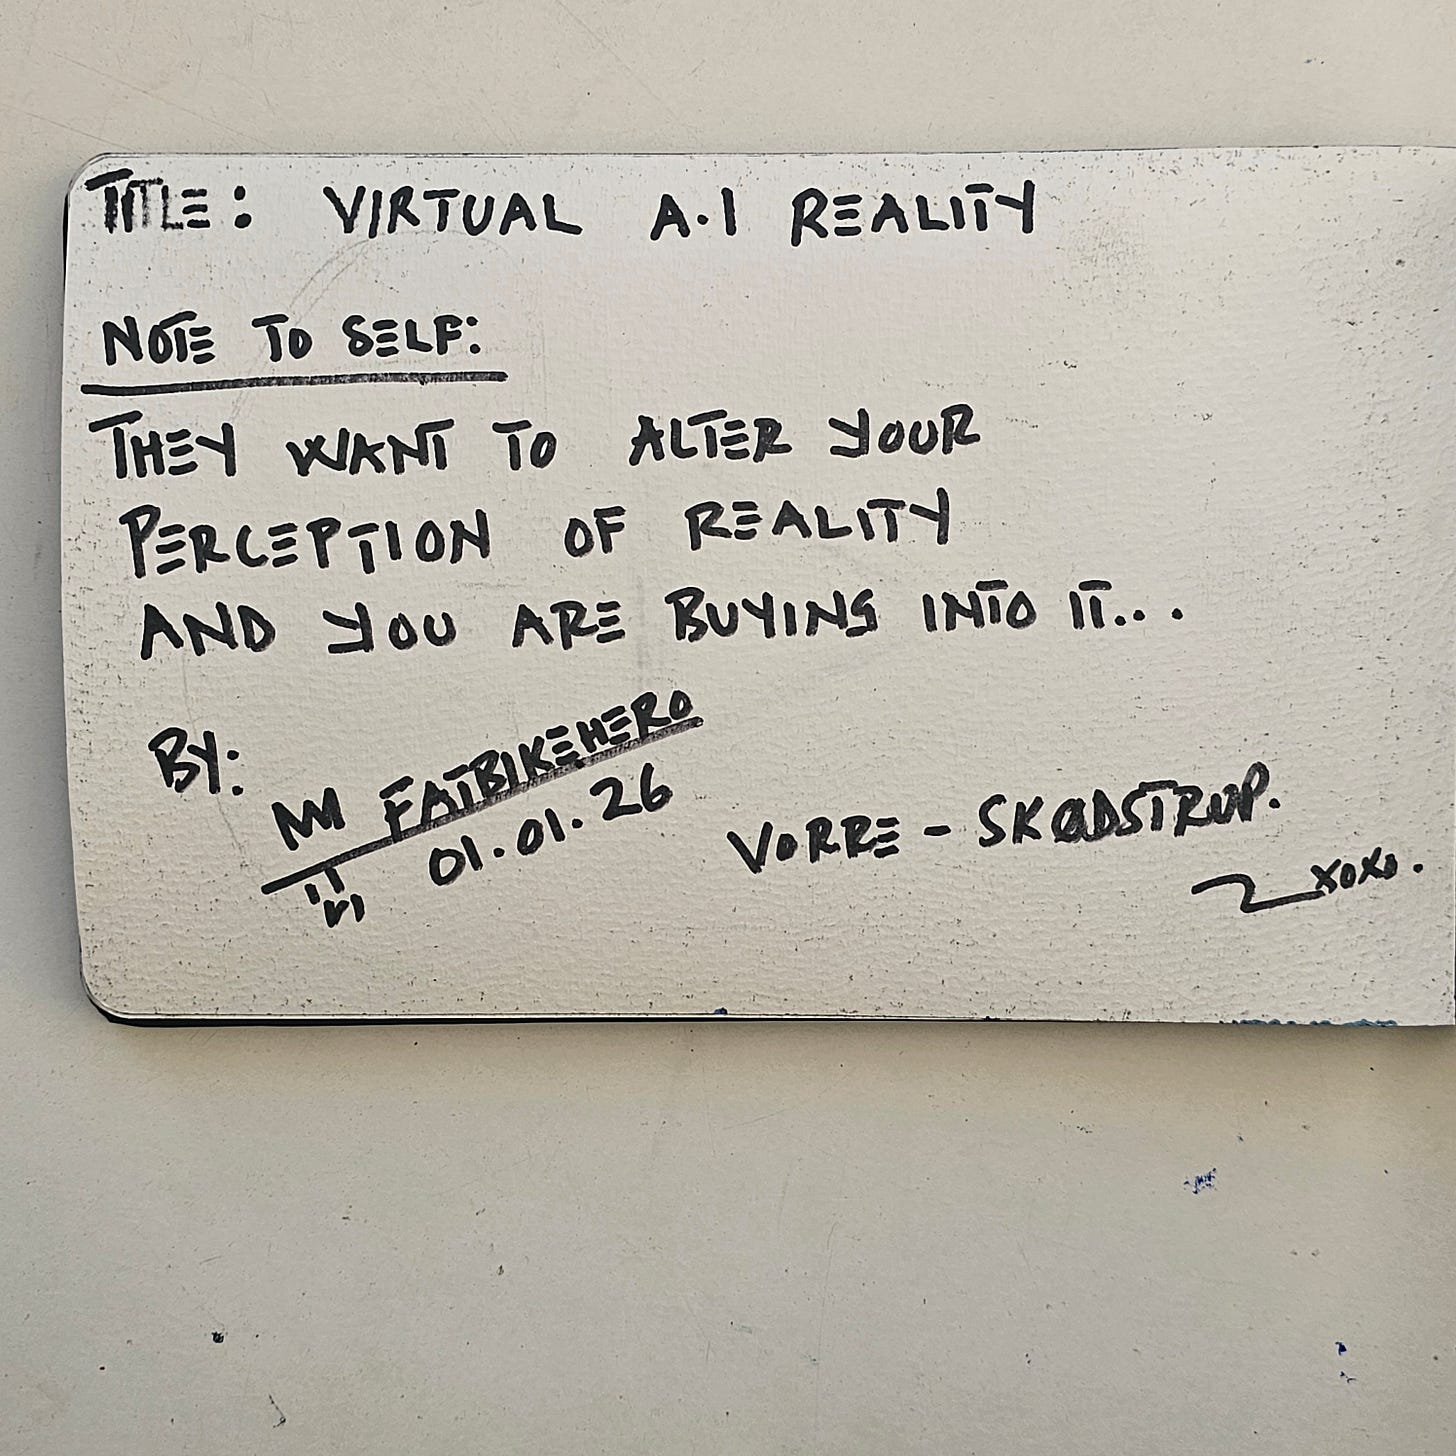 TITLE: VIRTUAL A.I REALITY
NOTE TO SELF:
THEY WANT TO ALTER YOUR
PERCEPTION OF REALITY
AND YOU ARE BUYING INTO IT...
BY:
FATBIKEHERO
01.01.26
VORRE - SKØDSTRUP.
xoxo.